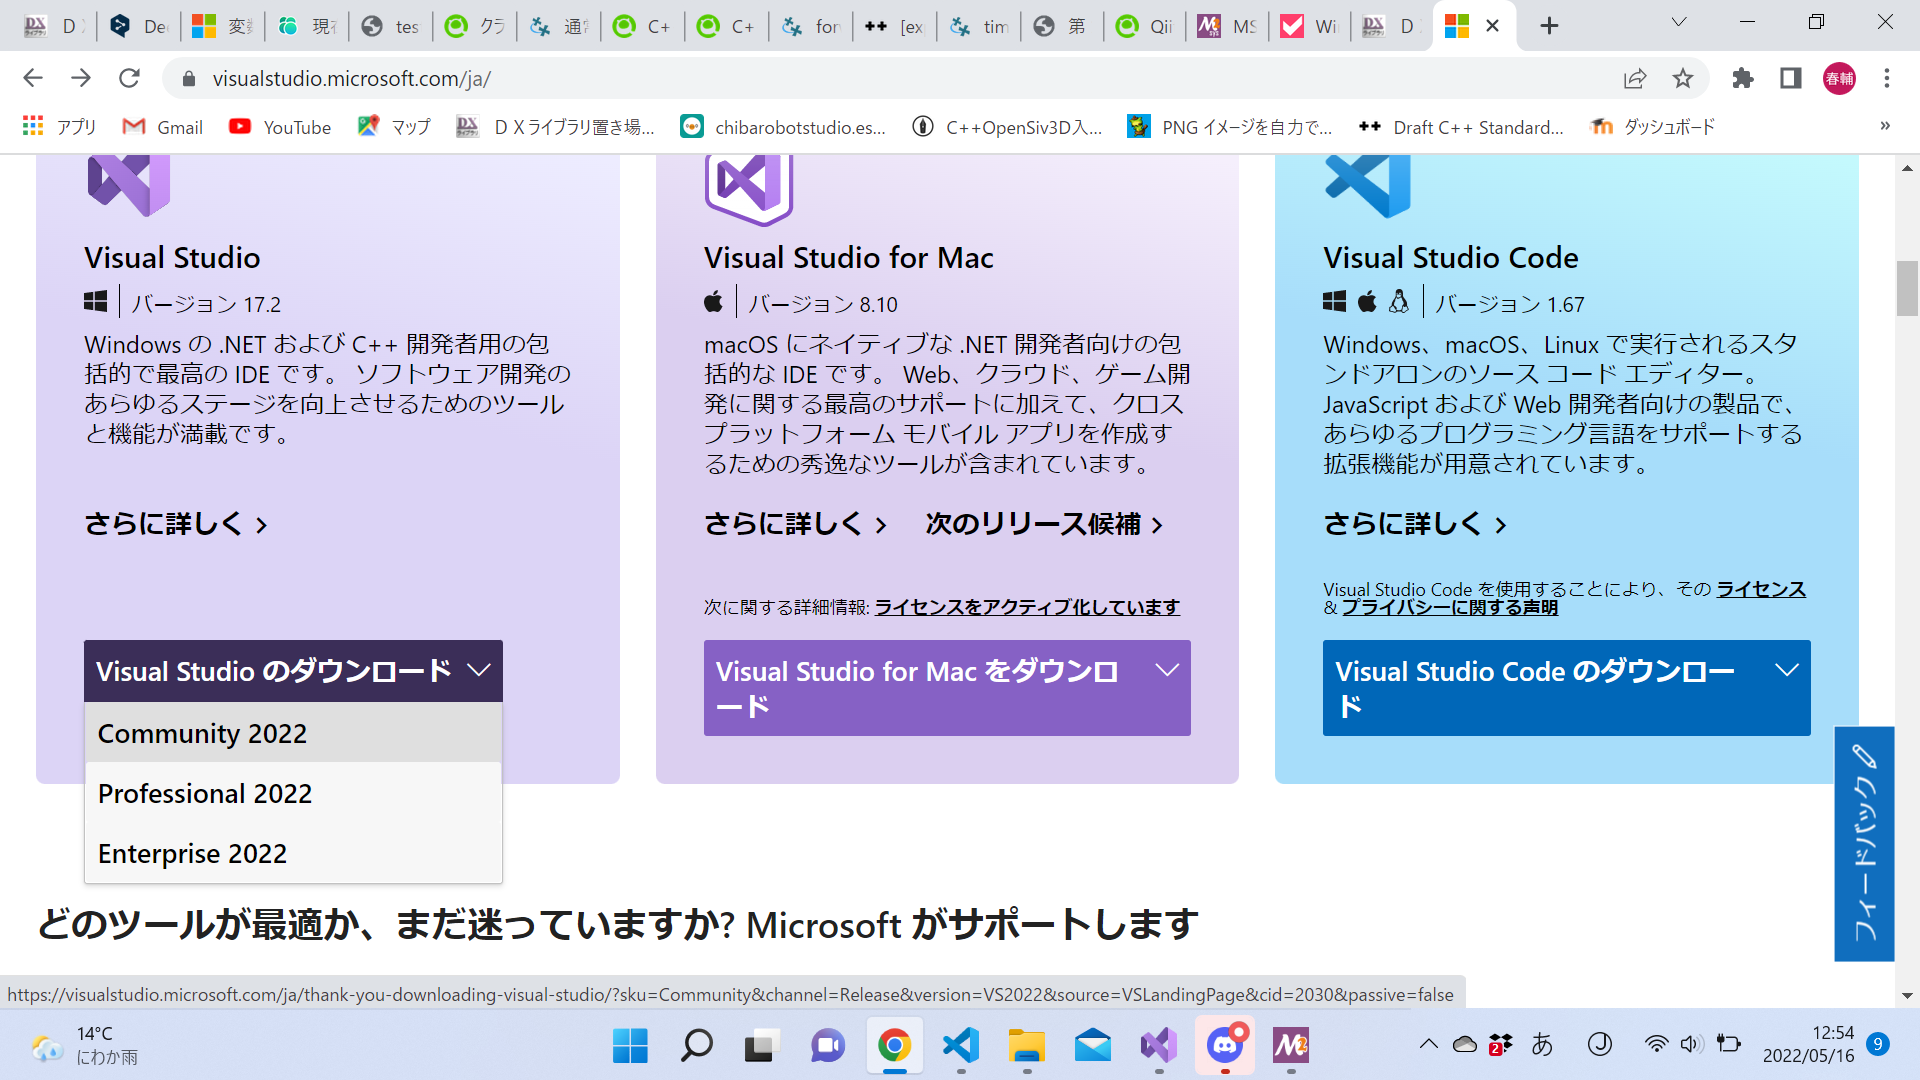 D
De
変数
現
tes
クラ
通常
C+
C+
for
[ex
tim
第
Qii
MS
Wi
D
visualstudio.microsoft.com/ja/
春輔
アプリ
Gmail
YouTube
マップ
ＤＸライブラリ置き場...
chibarobotstudio.es...
C++OpenSiv3D入...
PNG イメージを自力で...
Draft C++ Standard...
ダッシュボード
»
Visual Studio
バージョン 17.2
Windows の .NET および C++ 開発者用の包
括的で最高の IDE です。 ソフトウェア開発の
あらゆるステージを向上させるためのツール
と機能が満載です。
さらに詳しく
Visual Studio のダウンロード
Community 2022
Professional 2022
Enterprise 2022
Visual Studio for Mac
バージョン 8.10
macOS にネイティブな .NET 開発者向けの包
括的な IDE です。 Web、クラウド、ゲーム開
発に関する最高のサポートに加えて、クロス
プラットフォーム モバイル アプリを作成す
るための秀逸なツールが含まれています。
さらに詳しく 次のリリース候補
次に関する詳細情報: ライセンスをアクティブ化しています
Visual Studio for Mac をダウンロ
ード
Visual Studio Code
バージョン 1.67
Windows、macOS、Linux で実行されるスタ
ンドアロンのソース コード エディター。
JavaScript および Web 開発者向けの製品で、
あらゆるプログラミング言語をサポートする
拡張機能が用意されています。
さらに詳しく
Visual Studio Code を使用することにより、その ライセンス
& プライバシーに関する声明
Visual Studio Code のダウンロー
ド
フィードバック
どのツールが最適か、まだ迷っていますか? Microsoft がサポートします
https://visualstudio.microsoft.com/ja/thank-you-downloading-visual-studio/?sku=Community&channel=Release&version=VS2022&source=VSLandingPage&cid=2030&passive=false
14°C
にわか雨
2
あ
J
12:54
2022/05/16
9